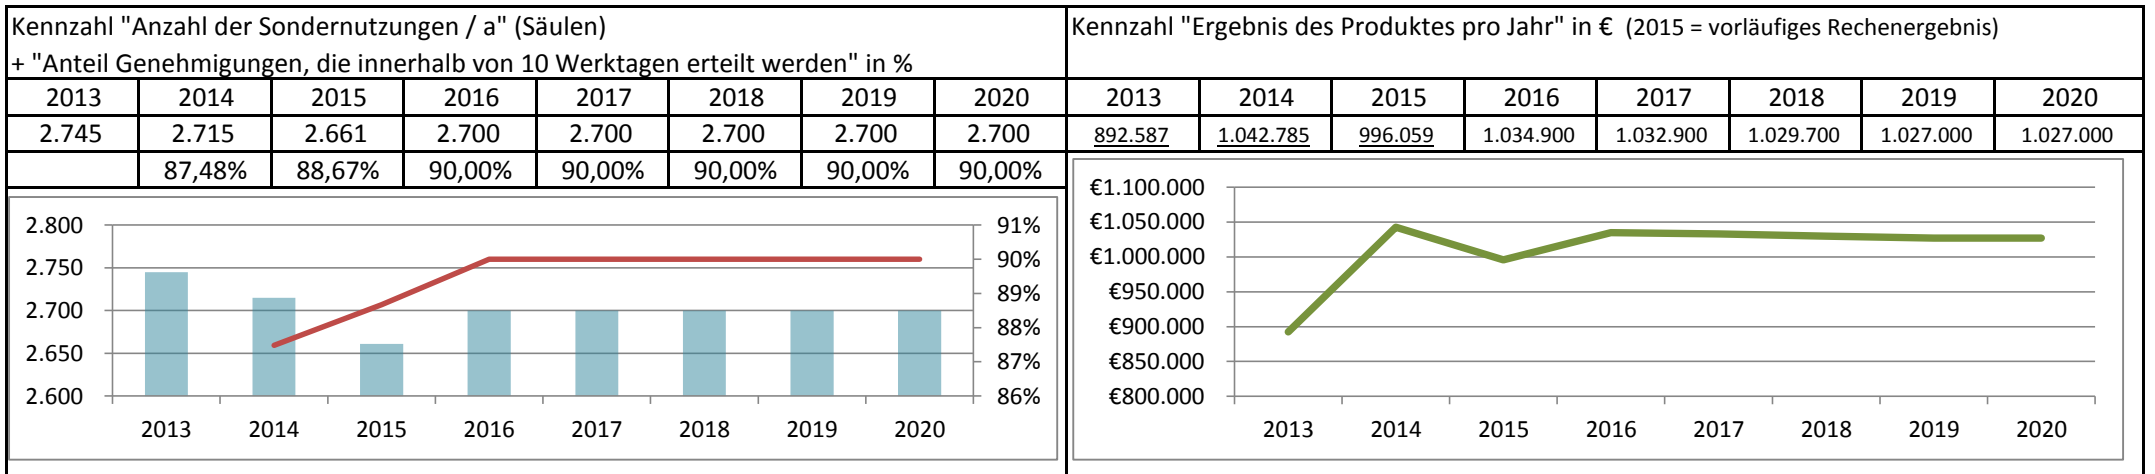 Kennzahl "Anzahl der Sondernutzungen / a" (Säulen)
+ "Anteil Genehmigungen, die innerhalb von 10 Werktagen erteilt werden" in %
2013 2014 2015 2016 2017 2018 2019 2020
2.745 2.715 2.661 2.700 2.700 2.700 2.700 2.700
87,48% 88,67% 90,00% 90,00% 90,00% 90,00% 90,00%
2.800 91%
2.750 90%
89%
2.700 88%
2.650 87%
2.600 86%
2013 2014 2015 2016 2017 2018 2019 2020
Kennzahl "Ergebnis des Produktes pro Jahr" in € (2015 = vorläufiges Rechenergebnis)
2013 2014 2015 2016 2017 2018 2019 2020
892.587 1.042.785 996.059 1.034.900 1.032.900 1.029.700 1.027.000 1.027.000
€1.100.000
€1.050.000
€1.000.000
€950.000
€900.000
€850.000
€800.000
2013 2014 2015 2016 2017 2018 2019 2020